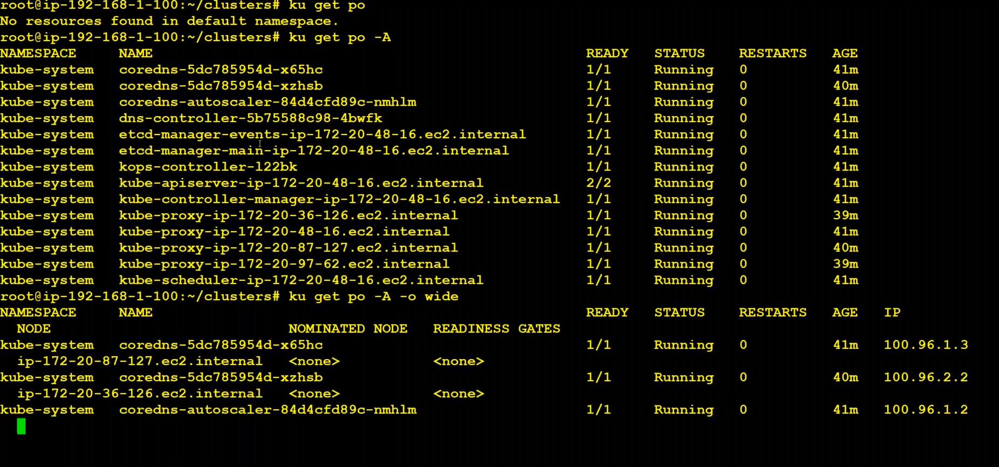 root@ip-192-168-1-100:~/clusters# ku get po
No resources found in default namespace.
root@ip-192-168-1-100:~/clusters# ku get po -A
NAMESPACE     NAME                                                   READY   STATUS    RESTARTS   AGE
kube-system   coredns-5dc785954d-x65hc                               1/1     Running   0          41m
kube-system   coredns-5dc785954d-xzhsb                               1/1     Running   0          40m
kube-system   coredns-autoscaler-84d4cfd89c-nmhlm                    1/1     Running   0          41m
kube-system   dns-controller-5b75588c98-4bwfk                        1/1     Running   0          41m
kube-system   etcd-manager-events-ip-172-20-48-16.ec2.internal       1/1     Running   0          41m
kube-system   etcd-manager-main-ip-172-20-48-16.ec2.internal         1/1     Running   0          41m
kube-system   kops-controller-l22bk                                  1/1     Running   0          41m
kube-system   kube-apiserver-ip-172-20-48-16.ec2.internal            2/2     Running   0          41m
kube-system   kube-controller-manager-ip-172-20-48-16.ec2.internal   1/1     Running   0          41m
kube-system   kube-proxy-ip-172-20-36-126.ec2.internal               1/1     Running   0          39m
kube-system   kube-proxy-ip-172-20-48-16.ec2.internal                1/1     Running   0          41m
kube-system   kube-proxy-ip-172-20-87-127.ec2.internal               1/1     Running   0          40m
kube-system   kube-proxy-ip-172-20-97-62.ec2.internal                1/1     Running   0          39m
kube-system   kube-scheduler-ip-172-20-48-16.ec2.internal            1/1     Running   0          41m
root@ip-192-168-1-100:~/clusters# ku get po -A -o wide
NAMESPACE     NAME                                                   READY   STATUS    RESTARTS   AGE   IP
  NODE                            NOMINATED NODE   READINESS GATES
kube-system   coredns-5dc785954d-x65hc                               1/1     Running   0          41m   100.96.1.3
  ip-172-20-87-127.ec2.internal   <none>           <none>
kube-system   coredns-5dc785954d-xzhsb                               1/1     Running   0          40m   100.96.2.2
  ip-172-20-36-126.ec2.internal   <none>           <none>
kube-system   coredns-autoscaler-84d4cfd89c-nmhlm                    1/1     Running   0          41m   100.96.1.2